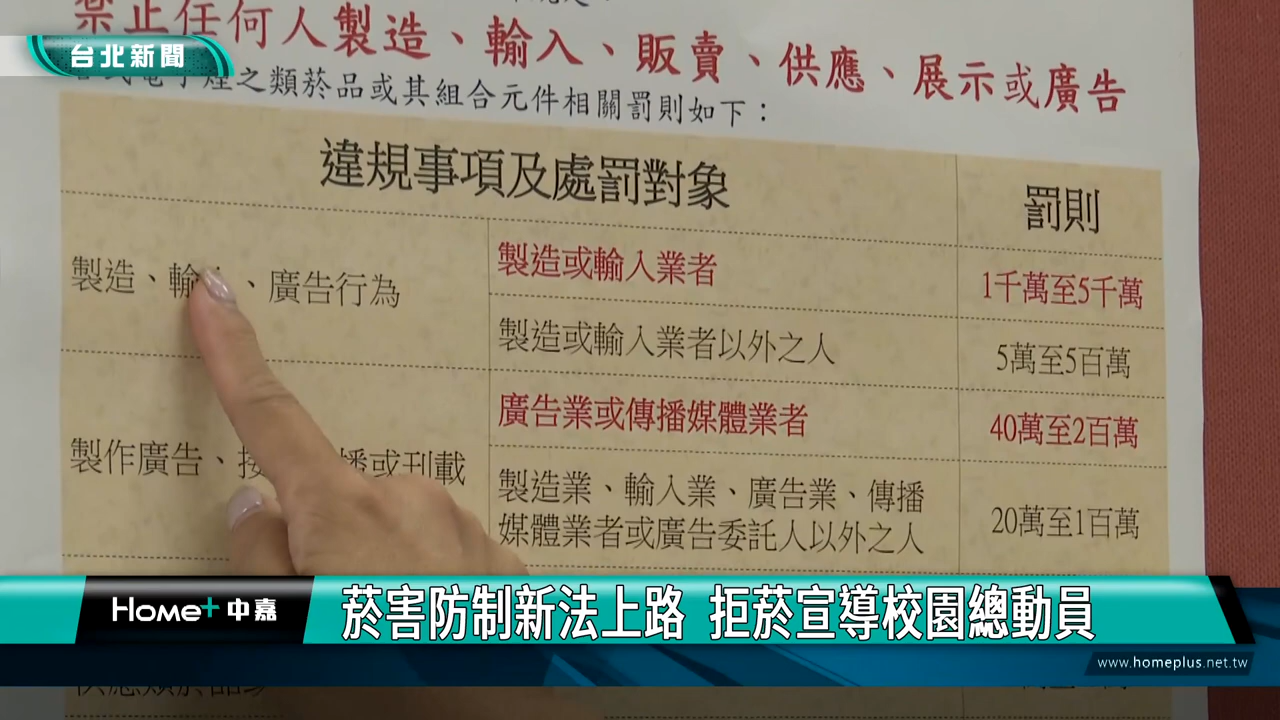 禁止任何人製造、輸入、販賣、供應、展示或廣告
台北新聞
之類菸品或其組合元件相關罰則如下：
違規事項及處罰對象
罰則
製造、輸、廣告行為
製造或輸入業者
1千萬至5千萬
製造或輸入業者以外之人
5萬至5百萬
製作廣告、播或刊載
廣告業或傳播媒體業者
40萬至2百萬
製造業、輸入業、廣告業、傳播
媒體業者或廣告委託人以外之人
20萬至1百萬
Home+中嘉
菸害防制新法上路 拒菸宣導校園總動員
www.homeplus.net.tw